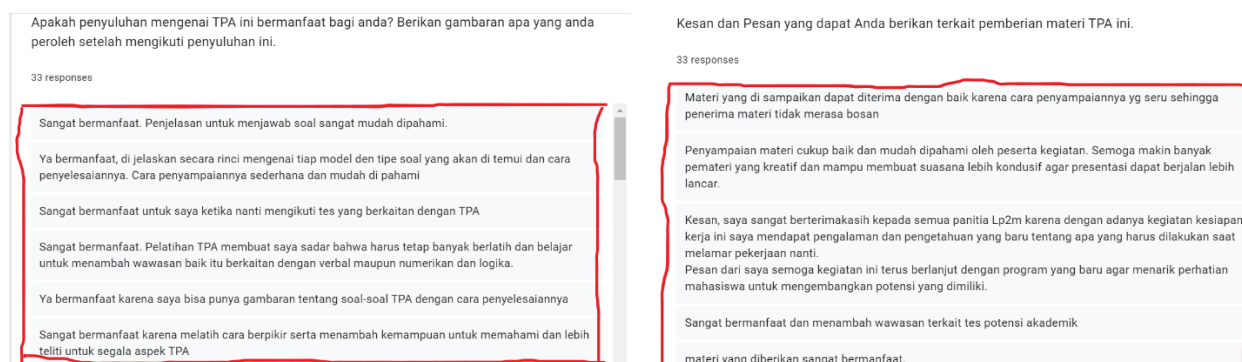 Apakah penyuluhan mengenai TPA ini bermanfaat bagi anda? Berikan gambaran apa yang anda
peroleh setelah mengikuti penyuluhan ini.
33 responses
Sangat bermanfaat. Penjelasan untuk menjawab soal sangat mudah dipahami.
Ya bermanfaat, di jelaskan secara rinci mengenai tiap model den tipe soal yang akan di temui dan cara
penyelesaiannya. Cara penyampaiannya sederhana dan mudah di pahami
Sangat bermanfaat untuk saya ketika nanti mengikuti tes yang berkaitan dengan TPA
Sangat bermanfaat. Pelatihan TPA membuat saya sadar bahwa harus tetap banyak berlatih dan belajar
untuk menambah wawasan baik itu berkaitan dengan verbal maupun numerikan dan logika.
Ya bermanfaat karena saya bisa punya gambaran tentang soal-soal TPA dengan cara penyelesaiannya
Sangat bermanfaat karena melatih cara berpikir serta menambah kemampuan untuk memahami dan lebih
teliti untuk segala aspek TPA
Kesan dan Pesan yang dapat Anda berikan terkait pemberian materi TPA ini.
33 responses
Materi yang di sampaikan dapat diterima dengan baik karena cara penyampaiannya yg seru sehingga
penerima materi tidak merasa bosan
Penyampaian materi cukup baik dan mudah dipahami oleh peserta kegiatan. Semoga makin banyak
pemateri yang kreatif dan mampu membuat suasana lebih kondusif agar presentasi dapat berjalan lebih
lancar.
Kesan, saya sangat berterimakasih kepada semua panitia Lp2m karena dengan adanya kegiatan kesiapan
kerja ini saya mendapat pengalaman dan pengetahuan yang baru tentang apa yang harus dilakukan saat
melamar pekerjaan nanti.
Pesan dari saya semoga kegiatan ini terus berlanjut dengan program yang baru agar menarik perhatian
mahasiswa untuk mengembangkan potensi yang dimiliki.
Sangat bermanfaat dan menambah wawasan terkait tes potensi akademik
materi yang diberikan sangat bermanfaat.